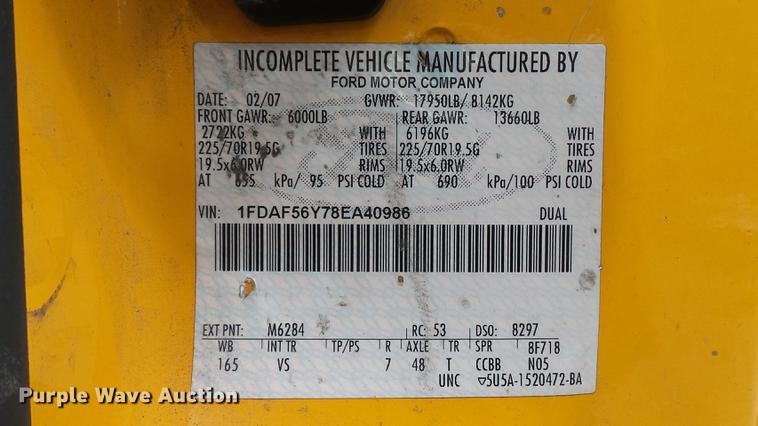 INCOMPLETE VEHICLE MANUFACTURED BY
FORD MOTOR COMPANY
DATE: 02/07 GVWR: 17950LB/ 8142KG
FRONT GAWR: 6000LB REAR GAWR: 13660LB
2722KG WITH 6196KG WITH
225/70R19.5G TIRES 225/70R19.5G TIRES
19.5x6.0RW RIMS 19.5x6.0RW RIMS
AT 655 kPa/ 95 PSI COLD AT 690 kPa/100 PSI COLD
VIN: 1FDAF56Y78EA40986 DUAL
EXT PNT: M6284 RC: 53 DSO: 8297
WB INT TR TP/PS R AXLE TR SPR 8F718
165 VS 7 48 T CCBB N05
UNC ▽5U5A-1520472-BA
Purple Wave Auction